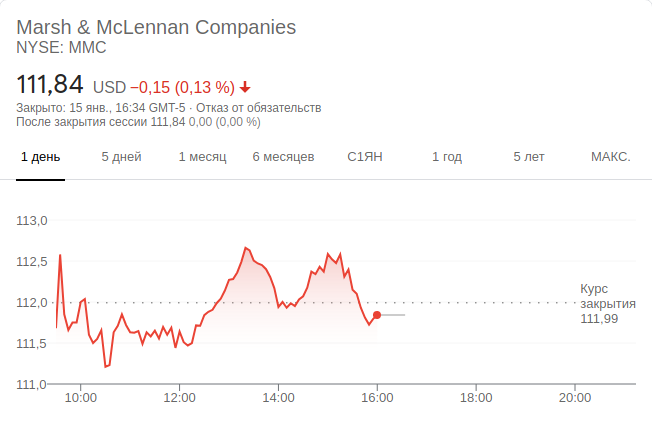 Marsh & McLennan Companies
NYSE: MMC
111,84 USD −0,15 (0,13 %)
Закрыто: 15 янв., 16:34 GMT-5 · Отказ от обязательств
После закрытия сессии 111,84 0,00 (0,00 %)
1 день 5 дней 1 месяц 6 месяцев С1ЯН 1 год 5 лет МАКС.
113,0
112,5
112,0
111,5
111,0
Курс
закрытия
111,99
10:00 12:00 14:00 16:00 18:00 20:00